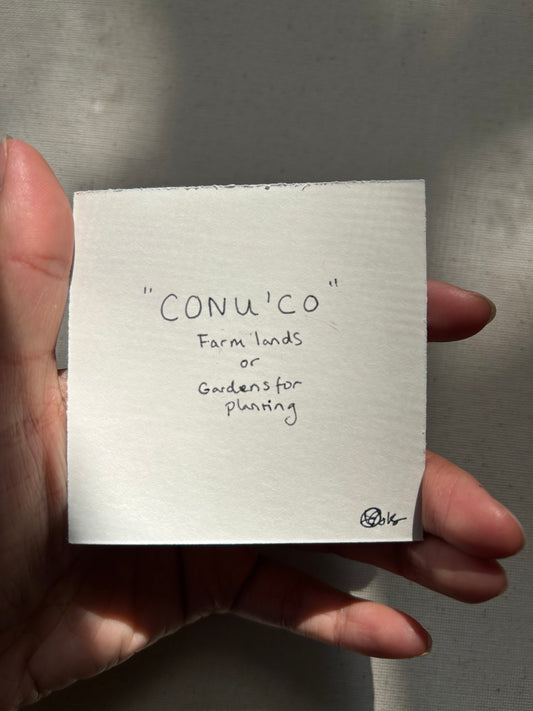 "CONU'CO"
Farm lands
or
Gardens for
planting